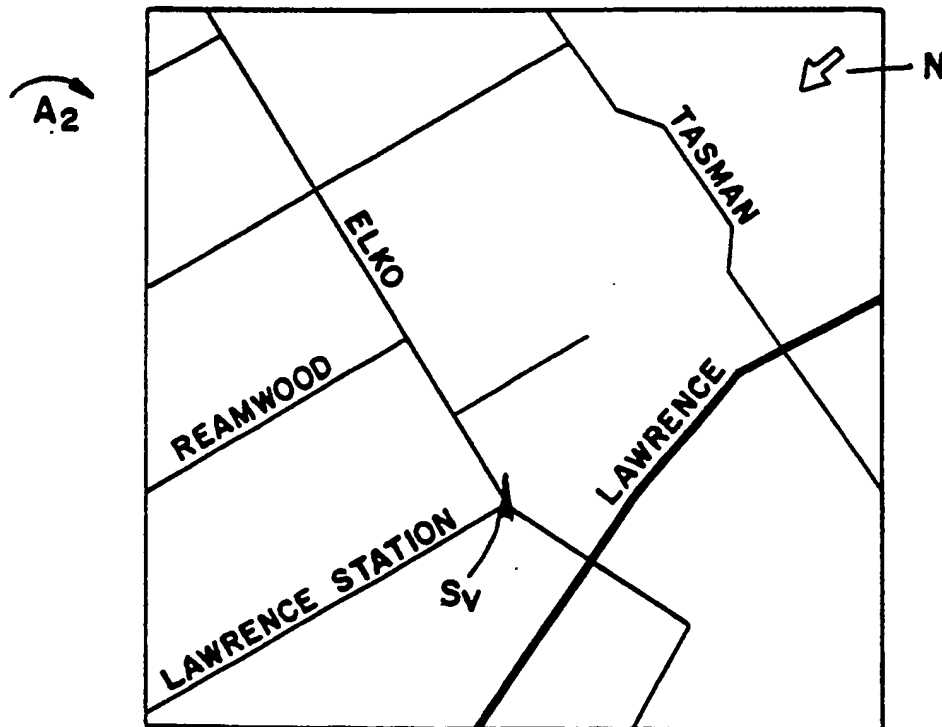 N
A2
TASMAN
ELKO
REAMWOOD
LAWRENCE
LAWRENCE STATION
SV